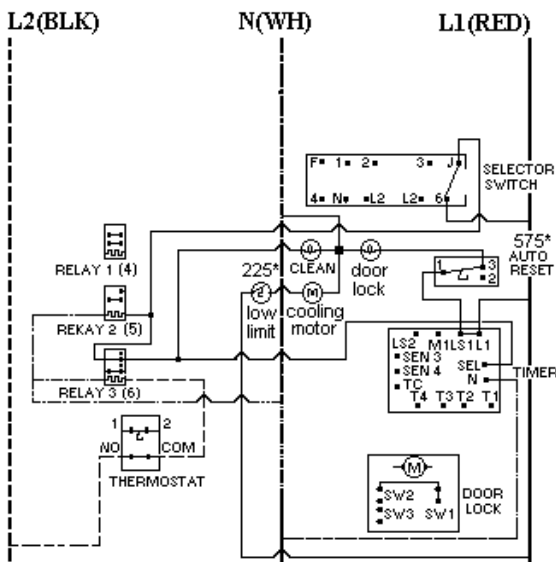 L2(BLK) N(WH) L1(RED)
F 1 2 3 J
4 N L2 L2 6
SELECTOR
SWITCH
575*
AUTO
RESET
1 3
2
RELAY 1 (4)
CLEAN
door
lock
225*
2
low
limit
M
cooling
motor
REKAY 2 (5)
RELAY 3 (6)
LS2 M1 LS1 L1
SEN 3
SEN 4
TC
SEL
N
T4 T3 T2 T1
TIMER
1 2
NO COM
THERMOSTAT
M
SW2
SW3 SW1
DOOR
LOCK